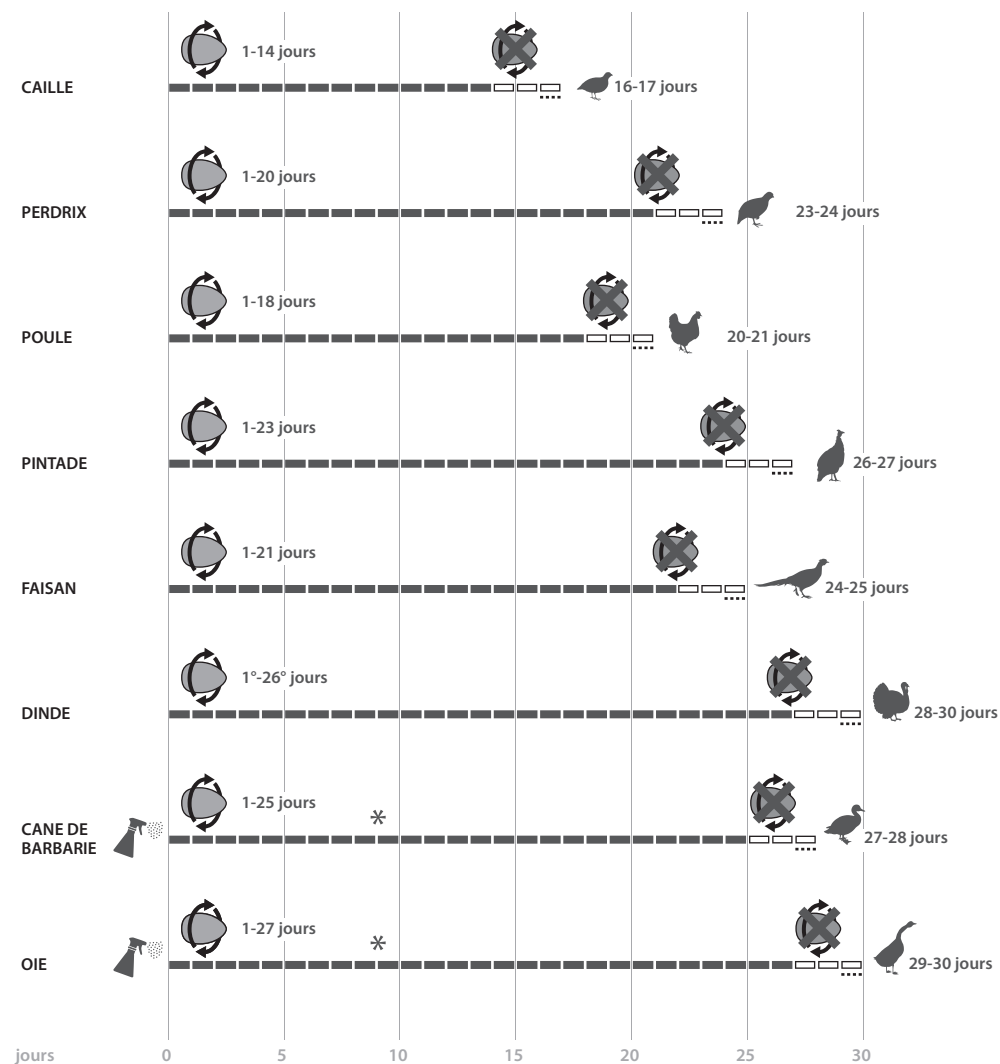 1-14 jours
CAILLE
16-17 jours
1-20 jours
PERDRIX
23-24 jours
1-18 jours
POULE
20-21 jours
1-23 jours
PINTADE
26-27 jours
1-21 jours
FAISAN
24-25 jours
1°-26° jours
DINDE
28-30 jours
1-25 jours
*
CANE DE
BARBARIE
27-28 jours
1-27 jours
*
OIE
29-30 jours
jours 0 5 10 15 20 25 30